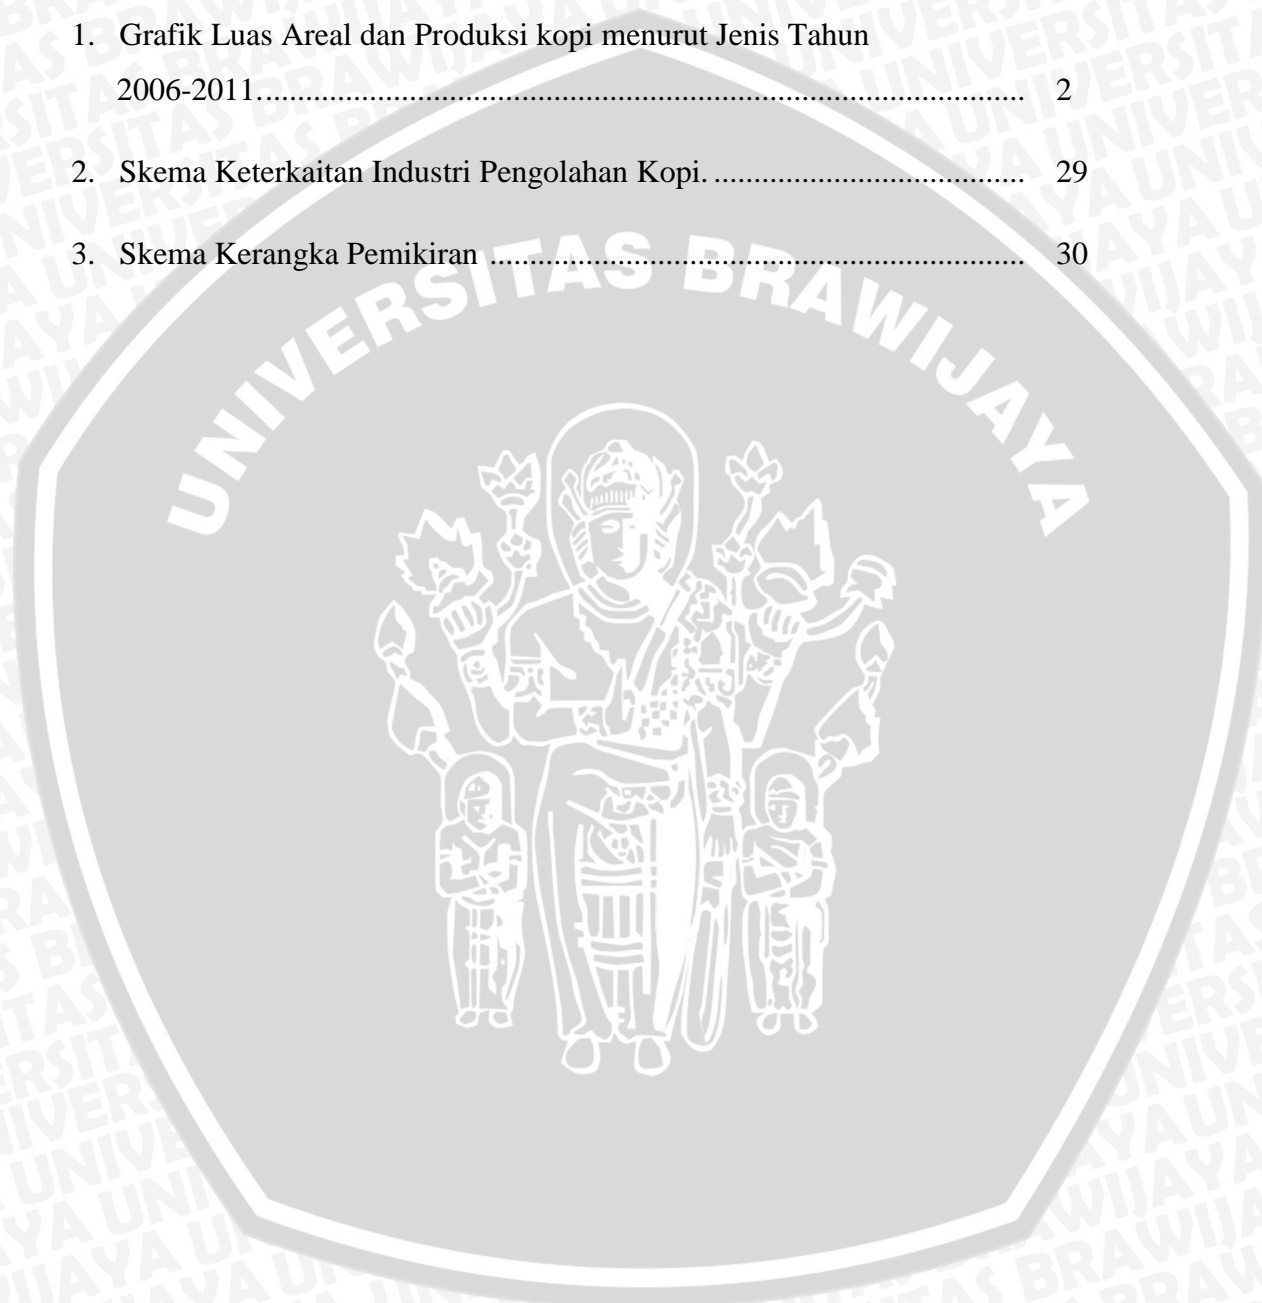 1. Grafik Luas Areal dan Produksi kopi menurut Jenis Tahun
2006-2011.............................................................................................. 2
2. Skema Keterkaitan Industri Pengolahan Kopi. ...................................... 29
3. Skema Kerangka Pemikiran .................................................................. 30
UNIVERSITAS BRAWIJAYA